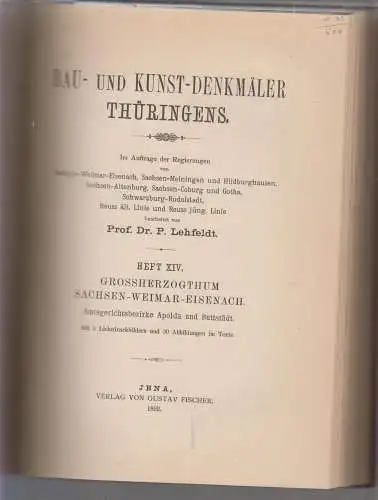 BAU- UND KUNST-DENKMÄLER
THÜRINGENS.
Im Auftrage der Regierungen
von
Sachsen-Weimar-Eisenach, Sachsen-Meiningen und Hildburghausen,
Sachsen-Altenburg, Sachsen-Coburg und Gotha,
Schwarzburg-Rudolstadt,
Reuss ält. Linie und Reuss jüng. Linie
bearbeitet von
Prof. Dr. P. Lehfeldt.
HEFT XIV.
GROSSHERZOGTHUM
SACHSEN-WEIMAR-EISENACH.
Amtsgerichtsbezirke Apolda und Buttstädt.
Mit Lichtdruckbildern und 30 Abbildungen im Texte
JENA,
VERLAG VON GUSTAV FISCHER.
1892.